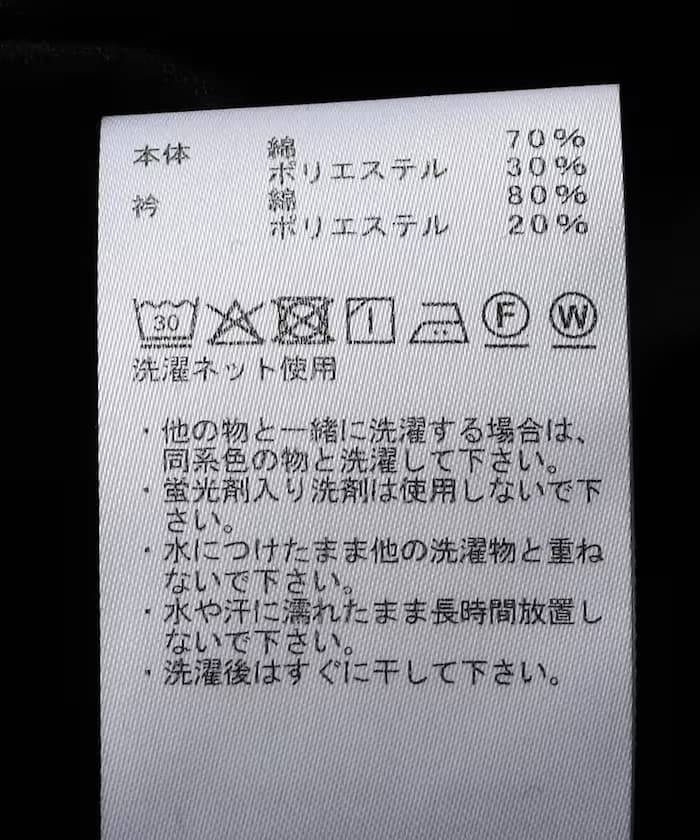 本体 綿 70%
ポリエステル 30%
衿 綿 80%
ポリエステル 20%
30 F W
洗濯ネット使用
・他の物と一緒に洗濯する場合は、
同系色の物と洗濯して下さい。
・蛍光剤入り洗剤は使用しないで下
さい。
・水につけたまま他の洗濯物と重ね
ないで下さい。
・水や汗に濡れたまま長時間放置し
ないで下さい。
・洗濯後はすぐに干して下さい。